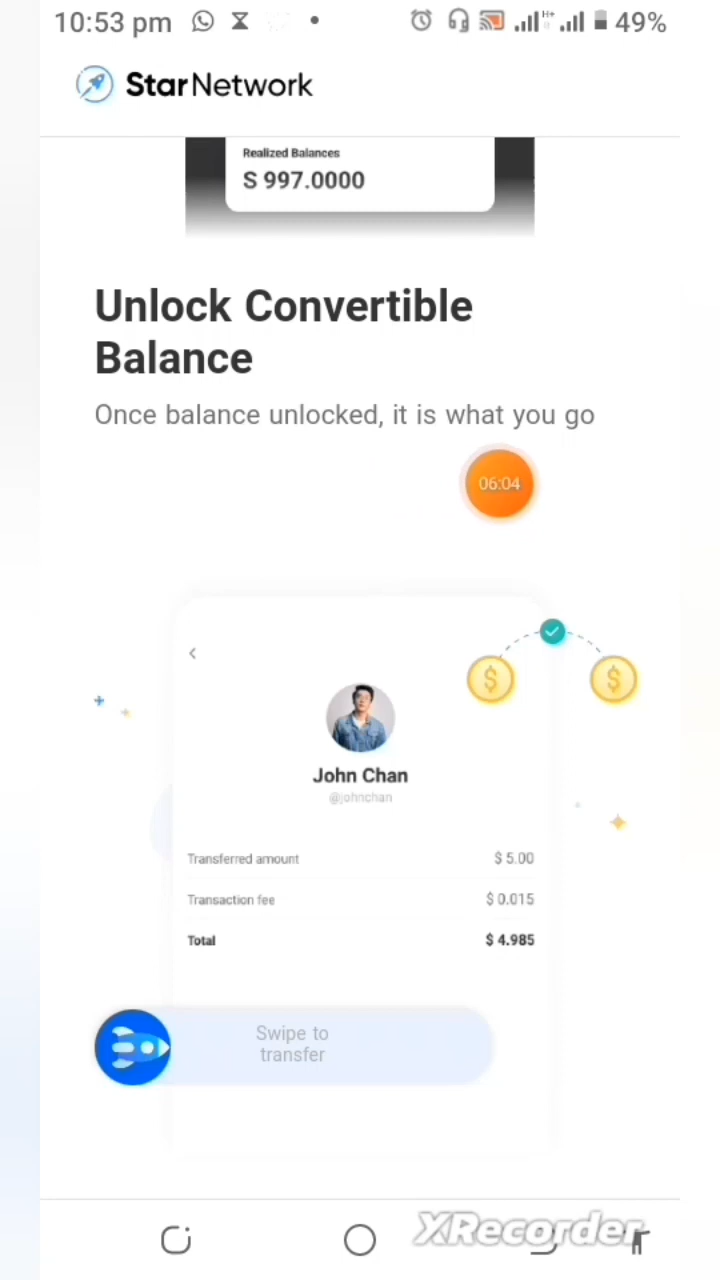 10:53 pm
H+
49%
StarNetwork
Realized Balances
S 997.0000
Unlock Convertible
Balance
Once balance unlocked, it is what you go
06:04
John Chan
@johnchan
Transferred amount $ 5.00
Transaction fee $ 0.015
Total $ 4.985
Swipe to
transfer
XRecorder